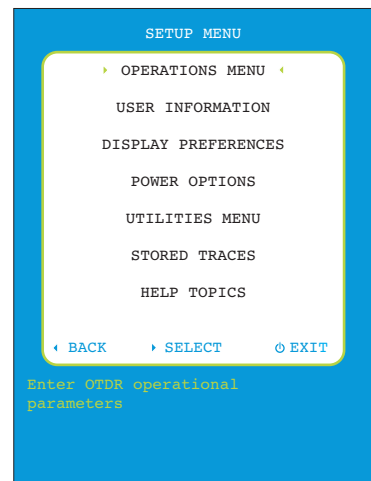 SETUP MENU
OPERATIONS MENU
USER INFORMATION
DISPLAY PREFERENCES
POWER OPTIONS
UTILITIES MENU
STORED TRACES
HELP TOPICS
BACK SELECT EXIT
Enter OTDR operational
parameters